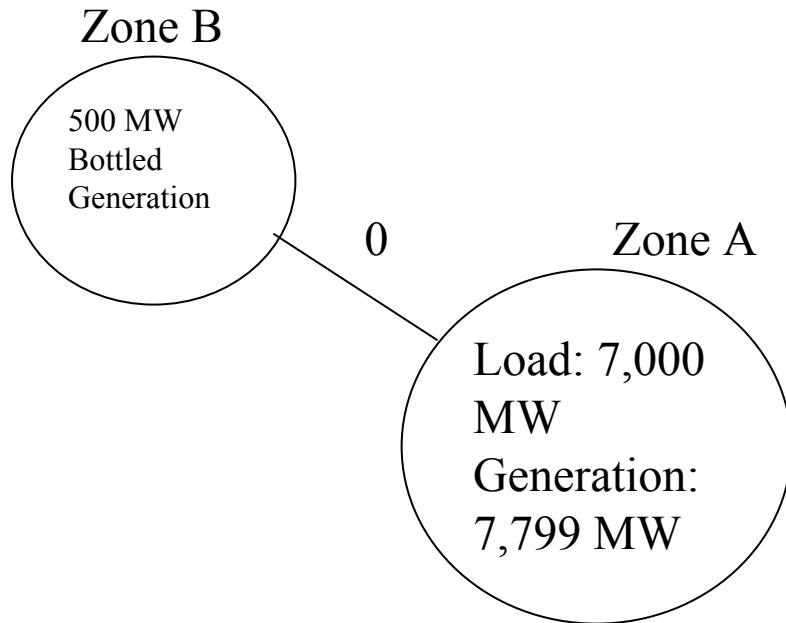 Zone B
500 MW
Bottled
Generation
0
Zone A
Load: 7,000
MW
Generation:
7,799 MW